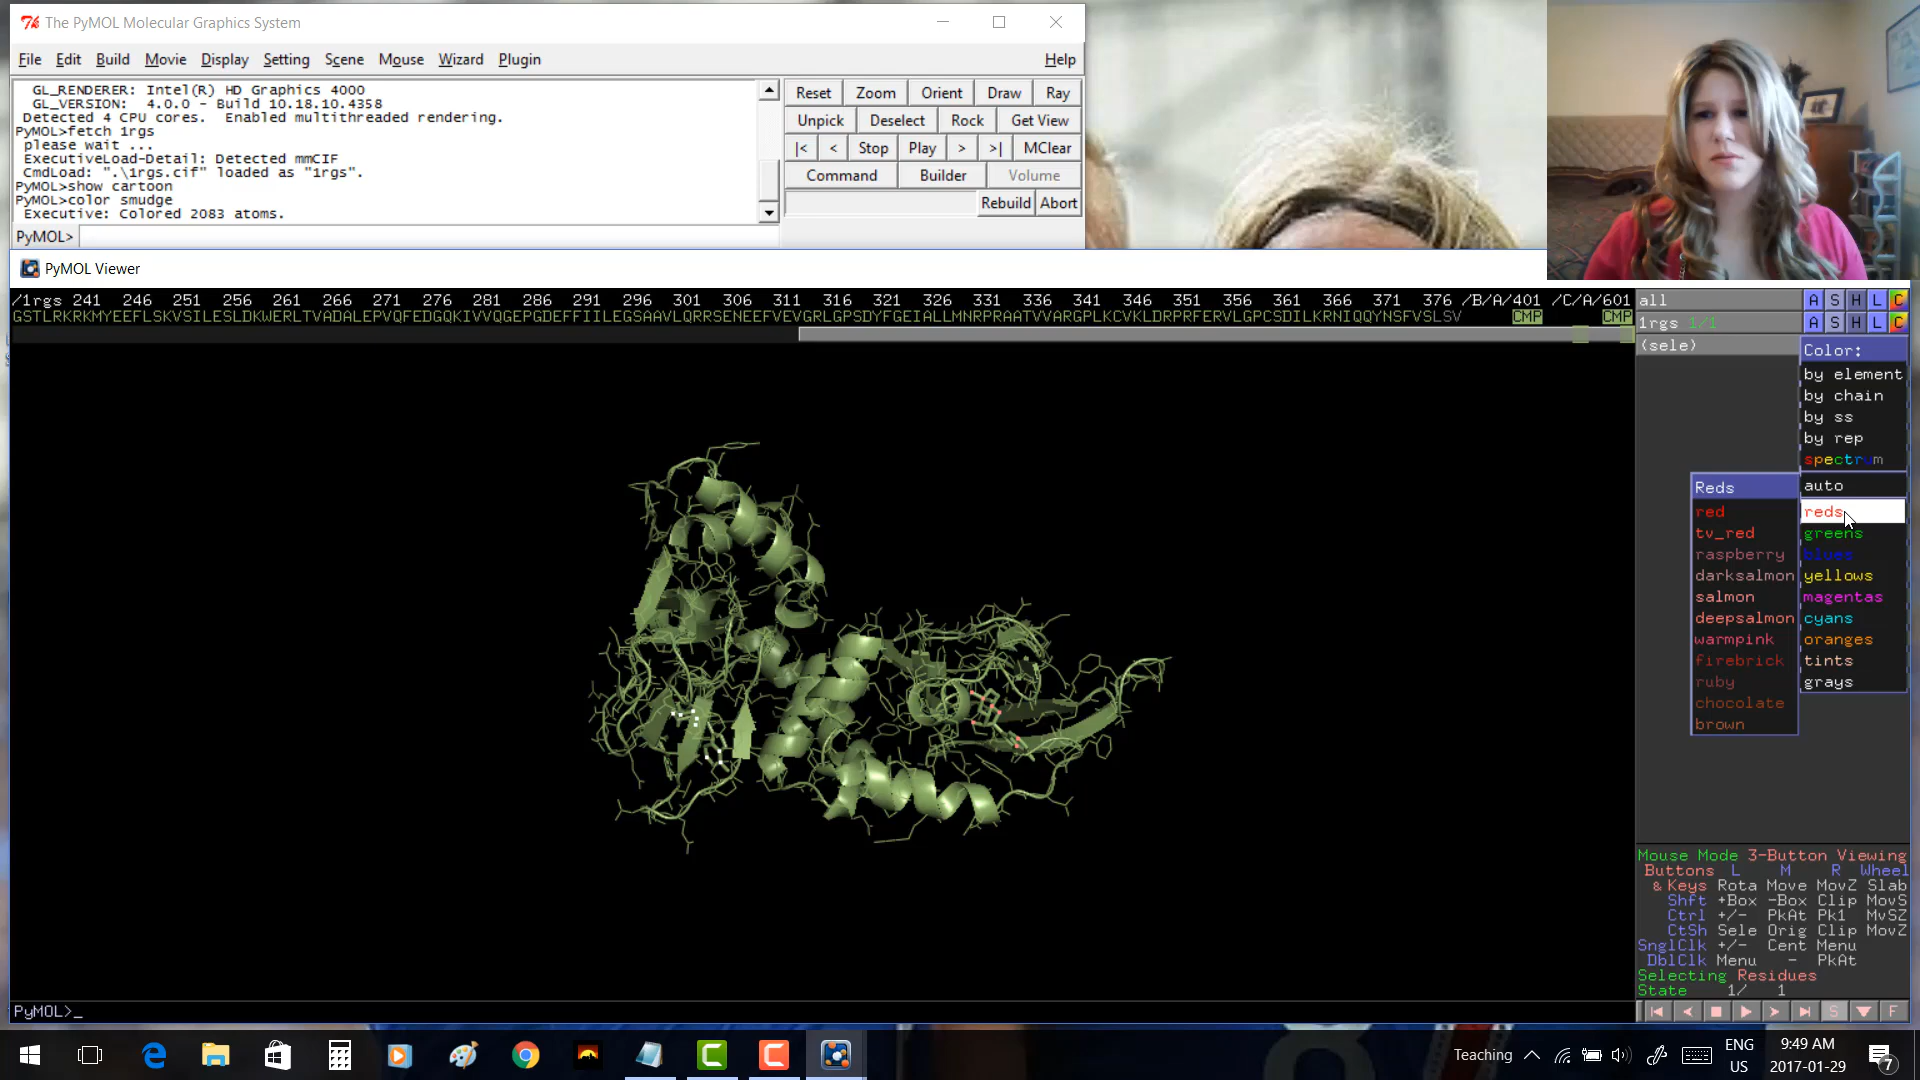 The PyMOL Molecular Graphics System
File Edit Build Movie Display Setting Scene Mouse Wizard Plugin Help
GL_RENDERER: Intel(R) HD Graphics 4000
GL_VERSION: 4.0.0 - Build 10.18.10.4358
Detected 4 CPU cores. Enabled multithreaded rendering.
PyMOL>fetch 1rgs
please wait ...
ExecutiveLoad-Detail: Detected mmCIF
CmdLoad: ".\1rgs.cif" loaded as "1rgs".
PyMOL>show cartoon
PyMOL>color smudge
Executive: Colored 2083 atoms.
PyMOL>
Reset Zoom Orient Draw Ray
Unpick Deselect Rock Get View
|< < Stop Play > >| MClear
Command Builder Volume
Rebuild Abort
PyMOL Viewer
/1rgs 241 246 251 256 261 266 271 276 281 286 291 296 301 306 311 316 321 326 331 336 341 346 351 356 361 366 371 376 /B/A/401 /C/A/601
GSTLRKRKMYEEFLSKVSILESLDKWERLTVADALEPVQFEDGQKIVVQGEPGDEFFIILEGSAAVLQRRSENEEFVEVGRLGPSDYFGEIALLMNRPRAATVVARGPLKCVKLDRPRFERVLGPCSDILKRNIQQYNSFVSLSV CMP CMP
all A S H L C
1rgs 1/1 A S H L C
(sele)
Color:
by element
by chain
by ss
by rep
spectrum
auto
reds
greens
blues
yellows
magentas
cyans
oranges
tints
grays
Reds
red
tv_red
raspberry
darksalmon
salmon
deepsalmon
warmpink
firebrick
ruby
chocolate
brown
Mouse Mode 3-Button Viewing
Buttons L M R Wheel
& Keys Rota Move MovZ Slab
Shft +Box -Box Clip MovS
Ctrl +/- PkAt Pk1 MvSZ
CtSh Sele Orig Clip MovZ
SnglClk +/- Cent Menu
DblClk Menu - PkAt
Selecting Residues
State 1/ 1
S F
PyMOL>_
Teaching
ENG
US
9:49 AM
2017-01-29
7